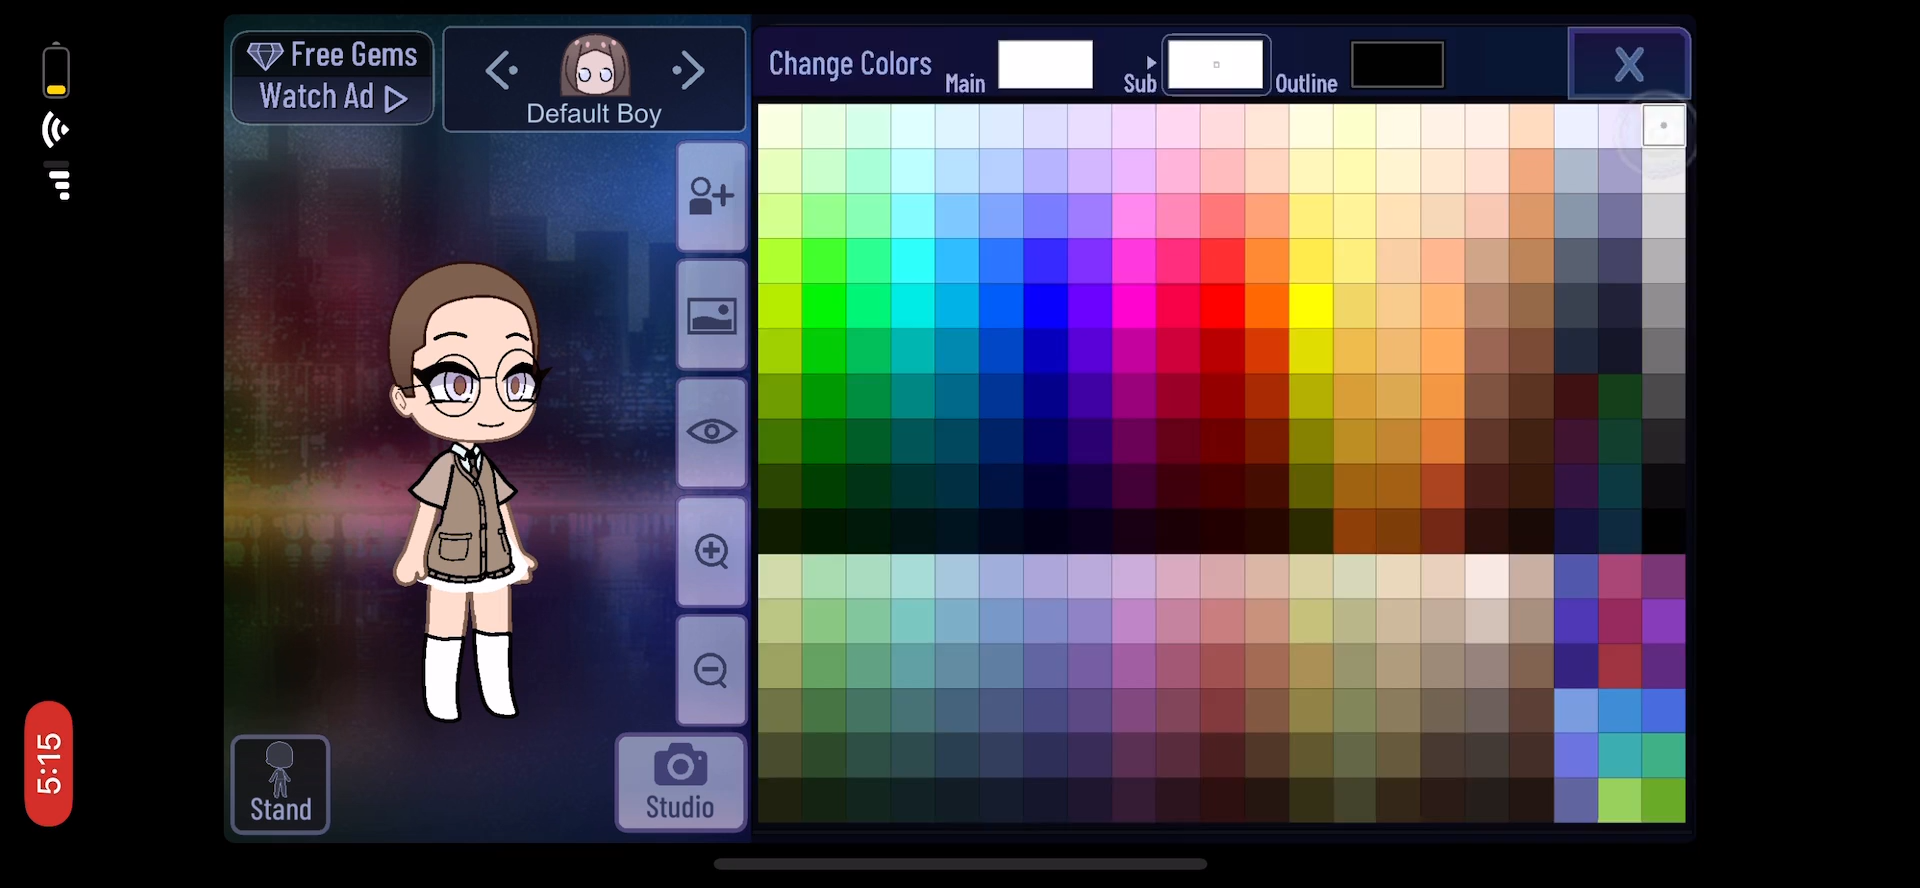 Free Gems
Watch Ad
Default Boy
Change Colors
Main
Sub
Outline
X
Stand
Studio
5:15